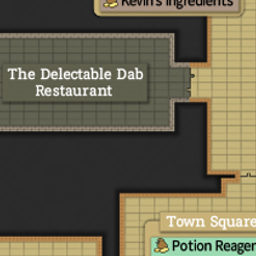 Kevin's Ingredients
The Delectable Dab
Restaurant
Town Square
Potion Reagen